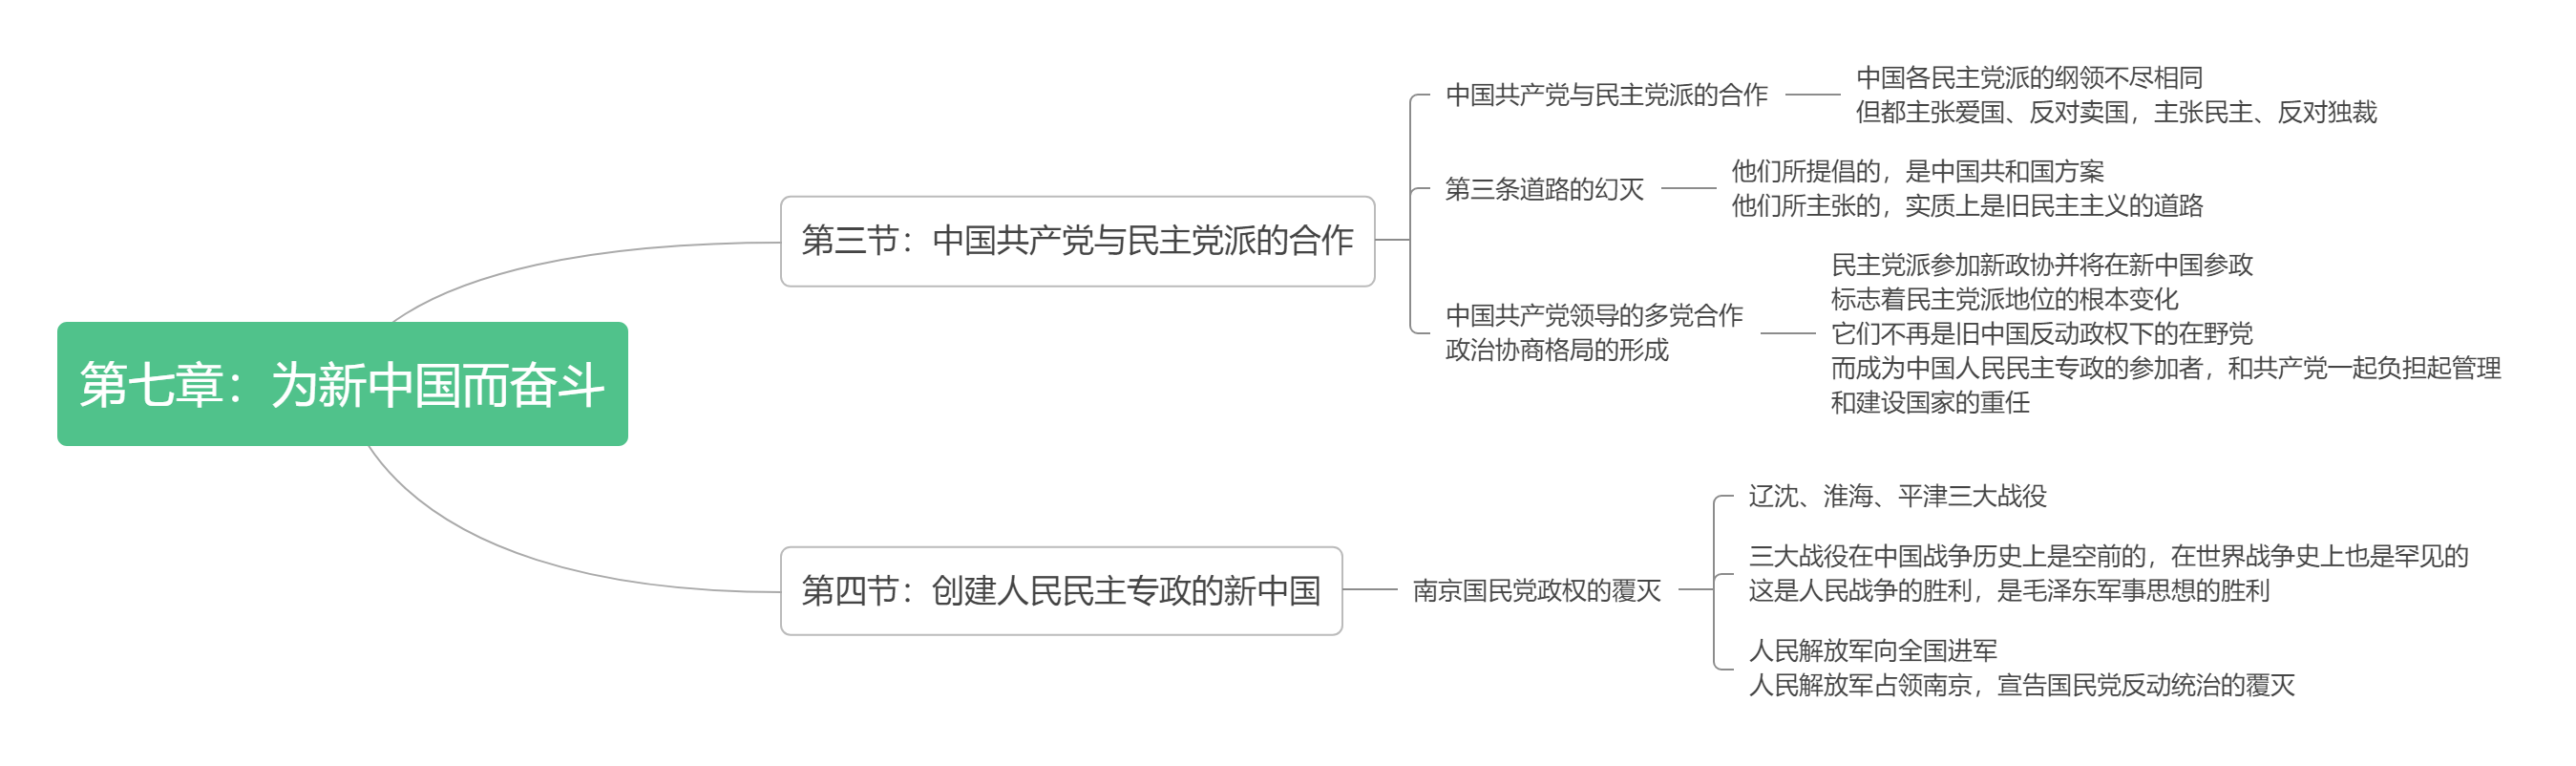 第七章：为新中国而奋斗
第三节：中国共产党与民主党派的合作
中国共产党与民主党派的合作
中国各民主党派的纲领不尽相同
但都主张爱国、反对卖国，主张民主、反对独裁
第三条道路的幻灭
他们所提倡的，是中国共和国方案
他们所主张的，实质上是旧民主主义的道路
中国共产党领导的多党合作
政治协商格局的形成
民主党派参加新政协并将在新中国参政
标志着民主党派地位的根本变化
它们不再是旧中国反动政权下的在野党
而成为中国人民民主专政的参加者，和共产党一起负担起管理
和建设国家的重任
第四节：创建人民民主专政的新中国
南京国民党政权的覆灭
辽沈、淮海、平津三大战役
三大战役在中国战争历史上是空前的，在世界战争史上也是罕见的
这是人民战争的胜利，是毛泽东军事思想的胜利
人民解放军向全国进军
人民解放军占领南京，宣告国民党反动统治的覆灭